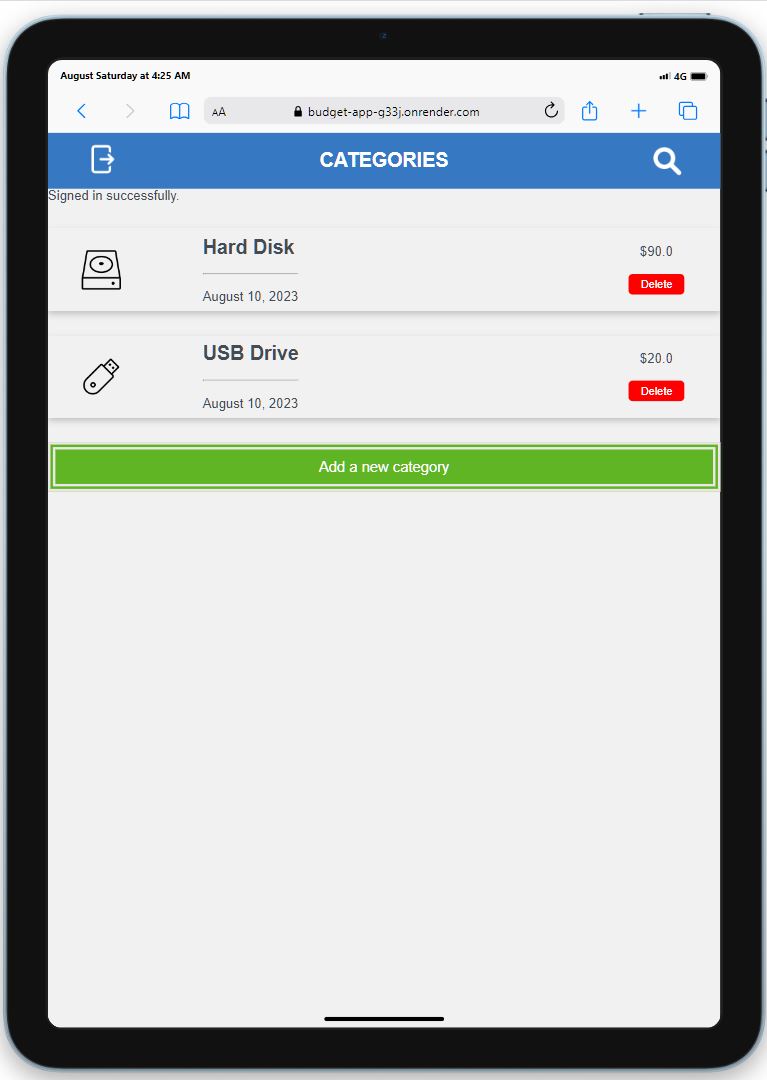 August Saturday at 4:25 AM
4G
AA
budget-app-g33j.onrender.com
CATEGORIES
Signed in successfully.
Hard Disk
$90.0
Delete
August 10, 2023
USB Drive
$20.0
Delete
August 10, 2023
Add a new category